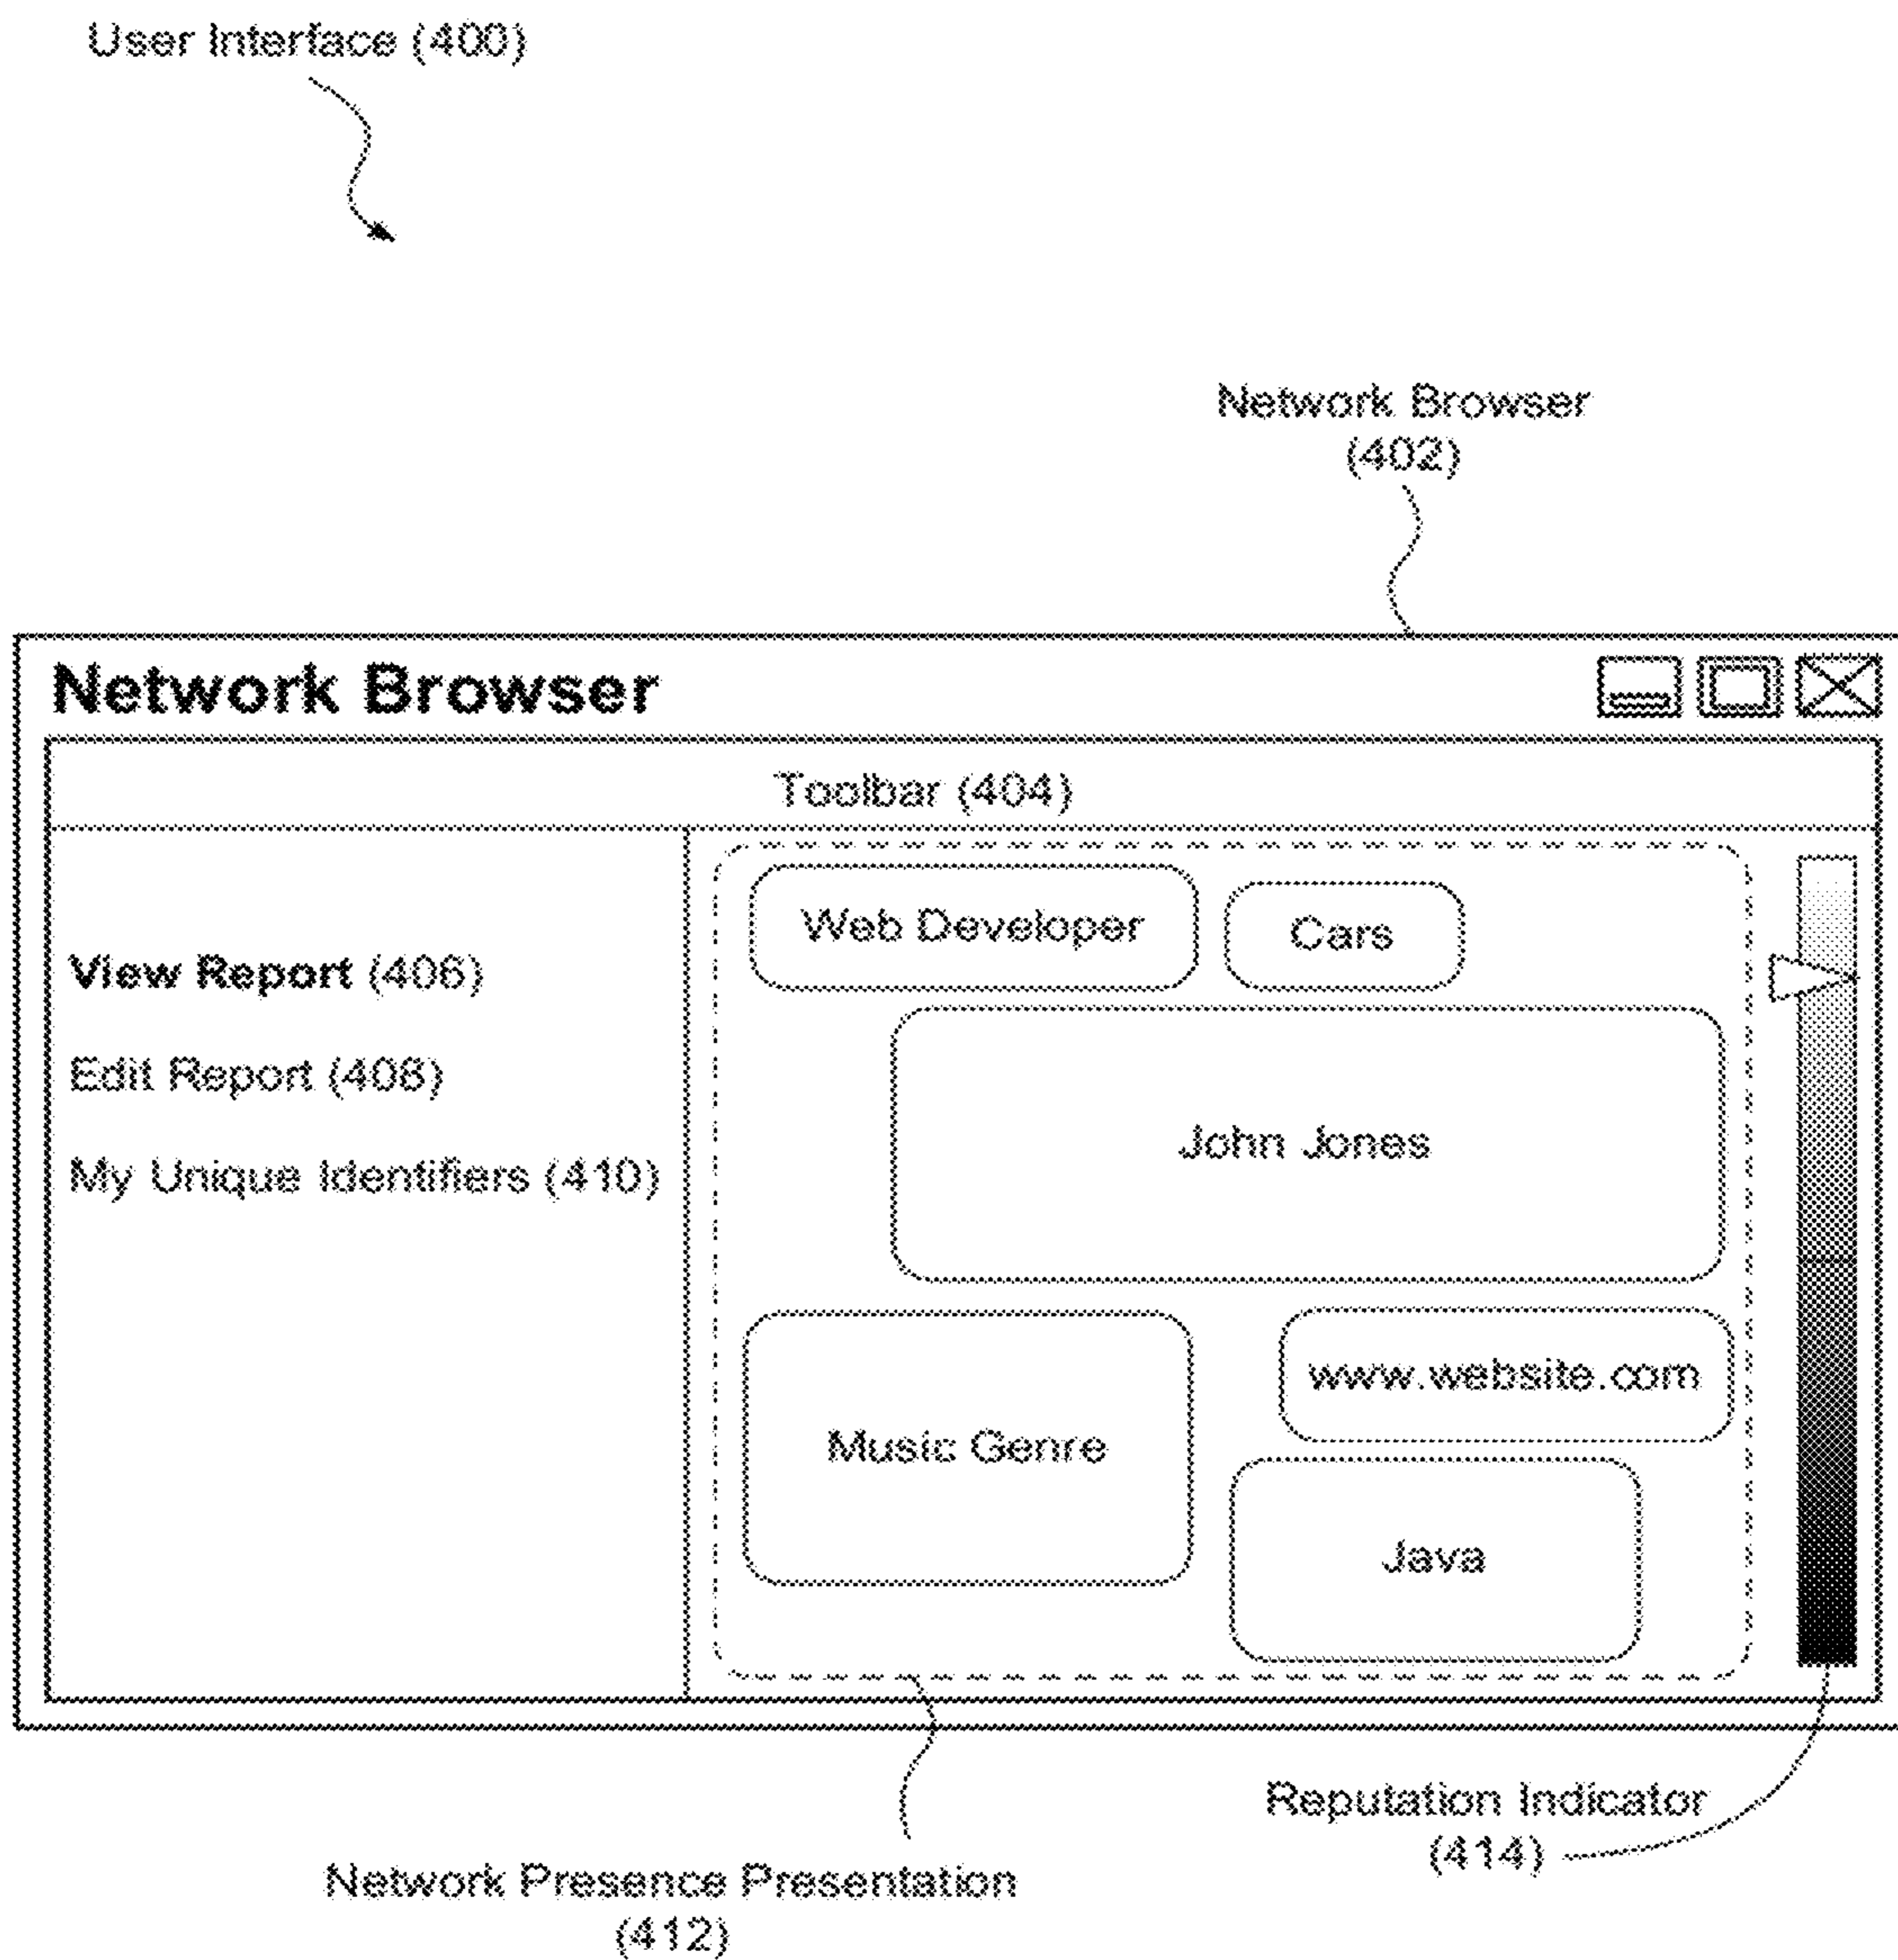 User Interface (400)
Network Browser
(402)
Network Browser
Toolbar (404)
View Report (406)
Edit Report (408)
My Unique Identifiers (410)
Web Developer
Cars
John Jones
Music Genre
www.website.com
Java
Reputation Indicator
(414)
Network Presence Presentation
(412)